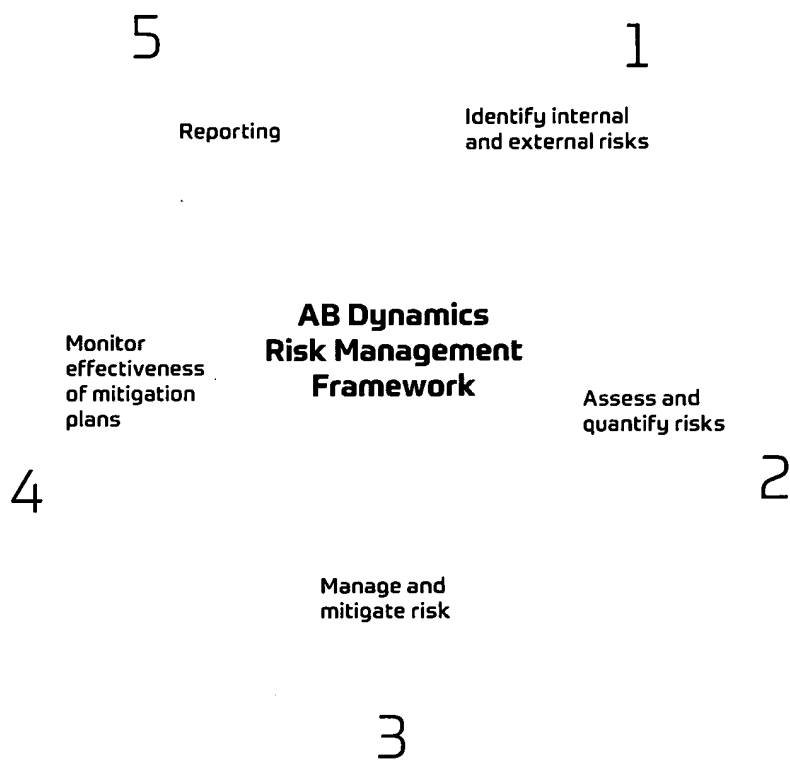 5
Reporting
1
Identify internal
and external risks
AB Dynamics
Risk Management
Framework
Monitor
effectiveness
of mitigation
plans
4
Assess and
quantify risks
2
Manage and
mitigate risk
3